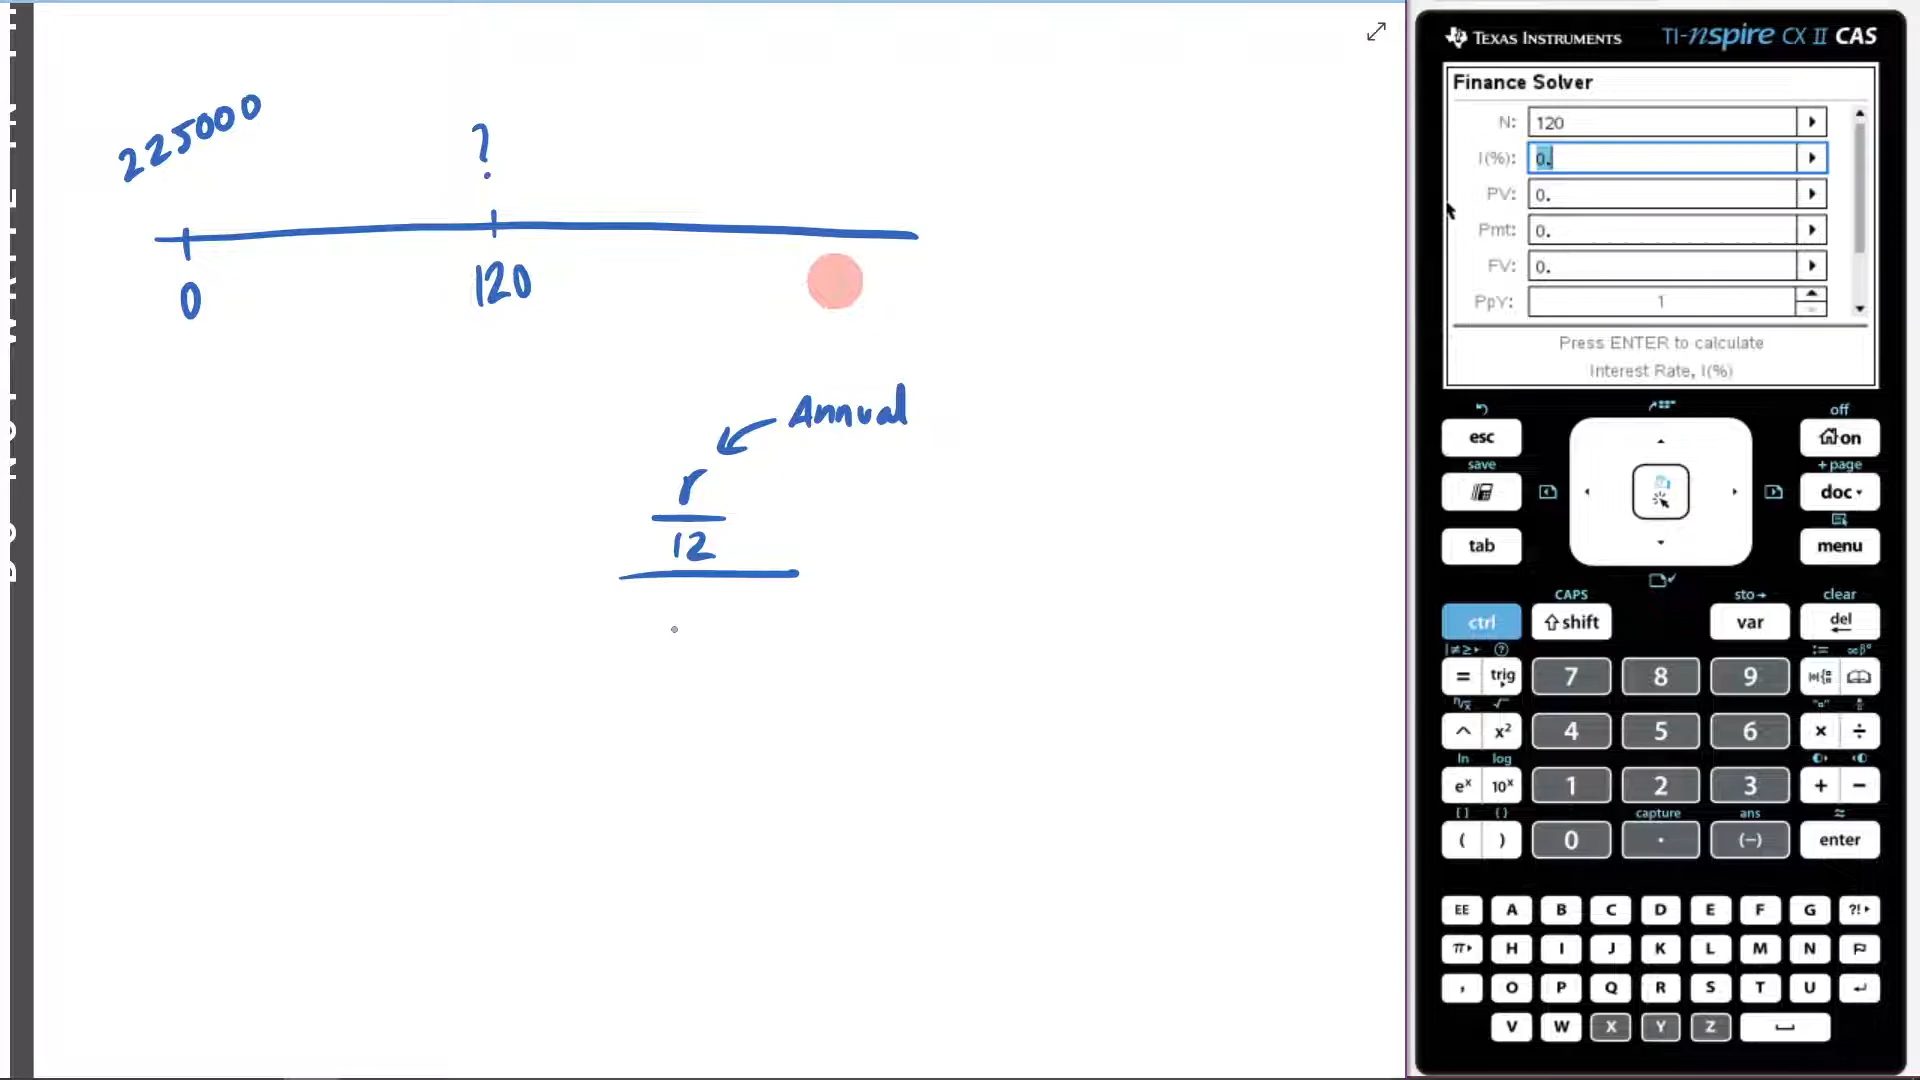 225000
?
0
120
Annual
r
12
TEXAS INSTRUMENTS TI-nspire CX II CAS
Finance Solver
N: 120
I(%): 0.
PV: 0.
Pmt: 0.
FV: 0.
PpY: 1
Press ENTER to calculate
Interest Rate, I(%)
off
esc on
save + page
doc
tab menu
CAPS sto→ clear
ctrl shift var del
= trig 7 8 9
^ x² 4 5 6 × ÷
ln log
eˣ 10ˣ 1 2 3 + −
[ ] { } capture ans ≈
( ) 0 . (−) enter
EE A B C D E F G ?!
π H I J K L M N
, O P Q R S T U
V W X Y Z